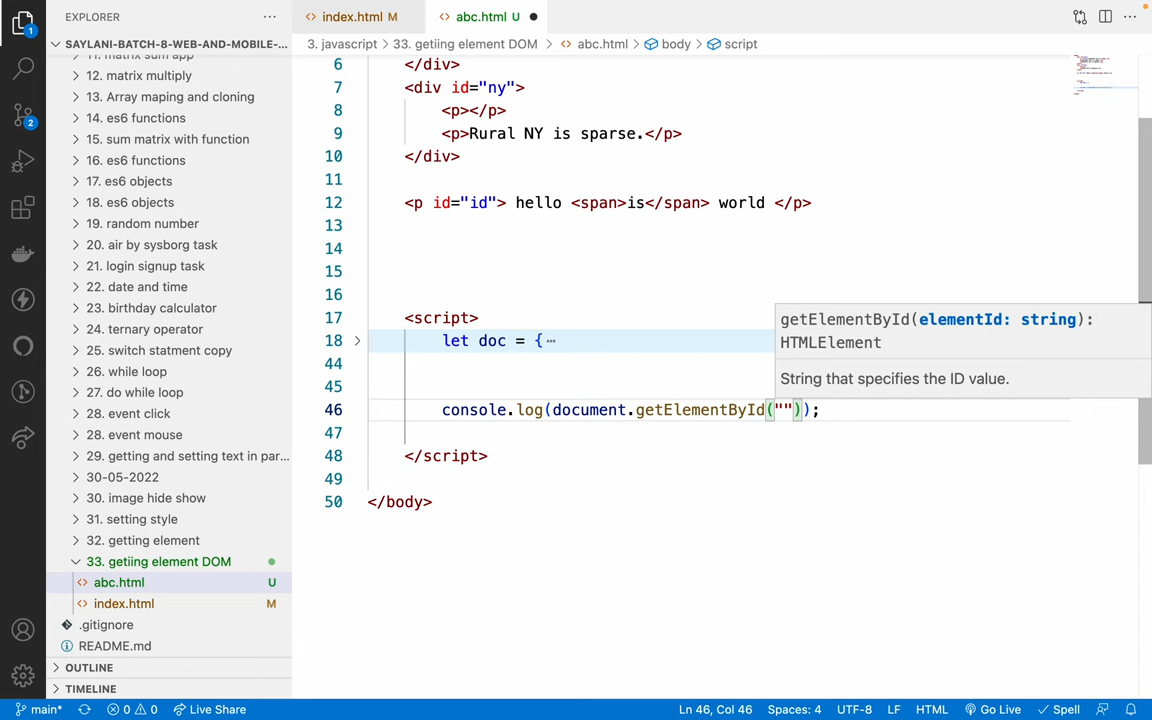 EXPLORER
index.html M
abc.html U
SAYLANI-BATCH-8-WEB-AND-MOBILE-...
3. javascript > 33. getiing element DOM > abc.html > body > script
11. matrix sum app
12. matrix multiply
13. Array maping and cloning
14. es6 functions
15. sum matrix with function
16. es6 functions
17. es6 objects
18. es6 objects
19. random number
20. air by sysborg task
21. login signup task
22. date and time
23. birthday calculator
24. ternary operator
25. switch statment copy
26. while loop
27. do while loop
28. event click
28. event mouse
29. getting and setting text in par...
30-05-2022
30. image hide show
31. setting style
32. getting element
33. getiing element DOM
abc.html U
index.html M
.gitignore
README.md
OUTLINE
TIMELINE
1
2
6 </div>
7 <div id="ny">
8 <p></p>
9 <p>Rural NY is sparse.</p>
10 </div>
11
12 <p id="id"> hello <span>is</span> world </p>
13
14
15
16
17 <script>
18 let doc = {⋯
44
45
46 console.log(document.getElementById(""));
47
48 </script>
49
50 </body>
getElementById(elementId: string):
HTMLElement
String that specifies the ID value.
main* 0 0 Live Share Ln 46, Col 46 Spaces: 4 UTF-8 LF HTML Go Live Spell